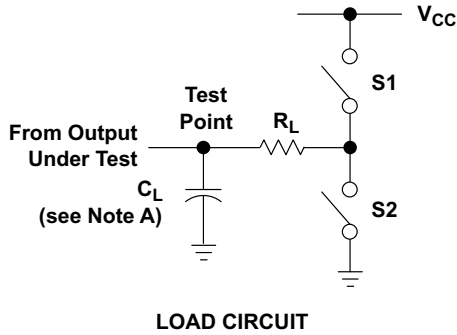 VCC
S1
Test
Point
RL
From Output
Under Test
CL
(see Note A)
S2
LOAD CIRCUIT